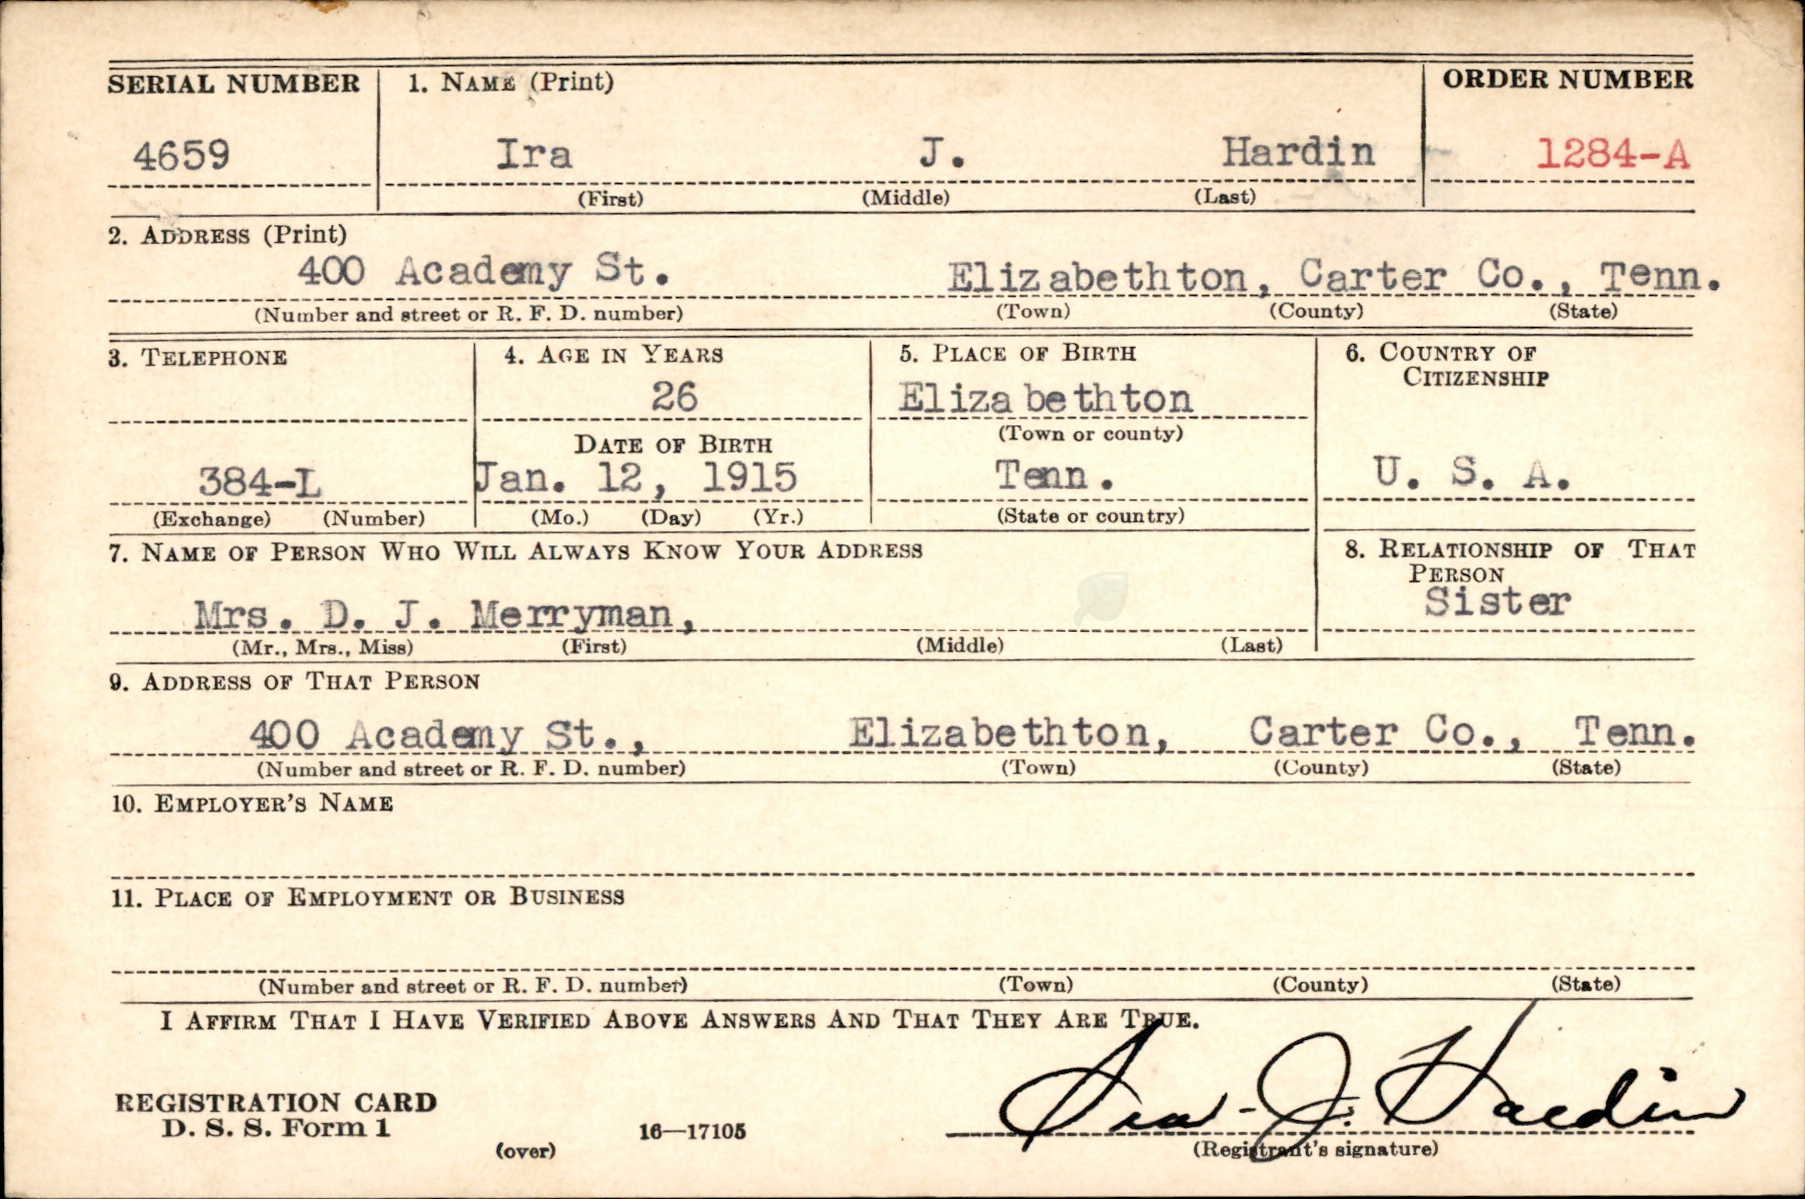 SERIAL NUMBER 1. NAME (Print) ORDER NUMBER
4659 Ira J. Hardin 1284-A
(First) (Middle) (Last)
2. ADDRESS (Print)
400 Academy St. Elizabethton, Carter Co., Tenn.
(Number and street or R. F. D. number) (Town) (County) (State)
3. TELEPHONE 4. AGE IN YEARS 5. PLACE OF BIRTH 6. COUNTRY OF
CITIZENSHIP
26 Elizabethton
(Town or county)
DATE OF BIRTH
384-L Jan. 12, 1915 Tenn. U. S. A.
(Exchange) (Number) (Mo.) (Day) (Yr.) (State or country)
7. NAME OF PERSON WHO WILL ALWAYS KNOW YOUR ADDRESS 8. RELATIONSHIP OF THAT
PERSON
Mrs. D. J. Merryman, Sister
(Mr., Mrs., Miss) (First) (Middle) (Last)
9. ADDRESS OF THAT PERSON
400 Academy St., Elizabethton, Carter Co., Tenn.
(Number and street or R. F. D. number) (Town) (County) (State)
10. EMPLOYER'S NAME
11. PLACE OF EMPLOYMENT OR BUSINESS
(Number and street or R. F. D. number) (Town) (County) (State)
I AFFIRM THAT I HAVE VERIFIED ABOVE ANSWERS AND THAT THEY ARE TRUE.
REGISTRATION CARD
D. S. S. Form 1
(over) 16—17105
Ira J. Hardin
(Registrant's signature)